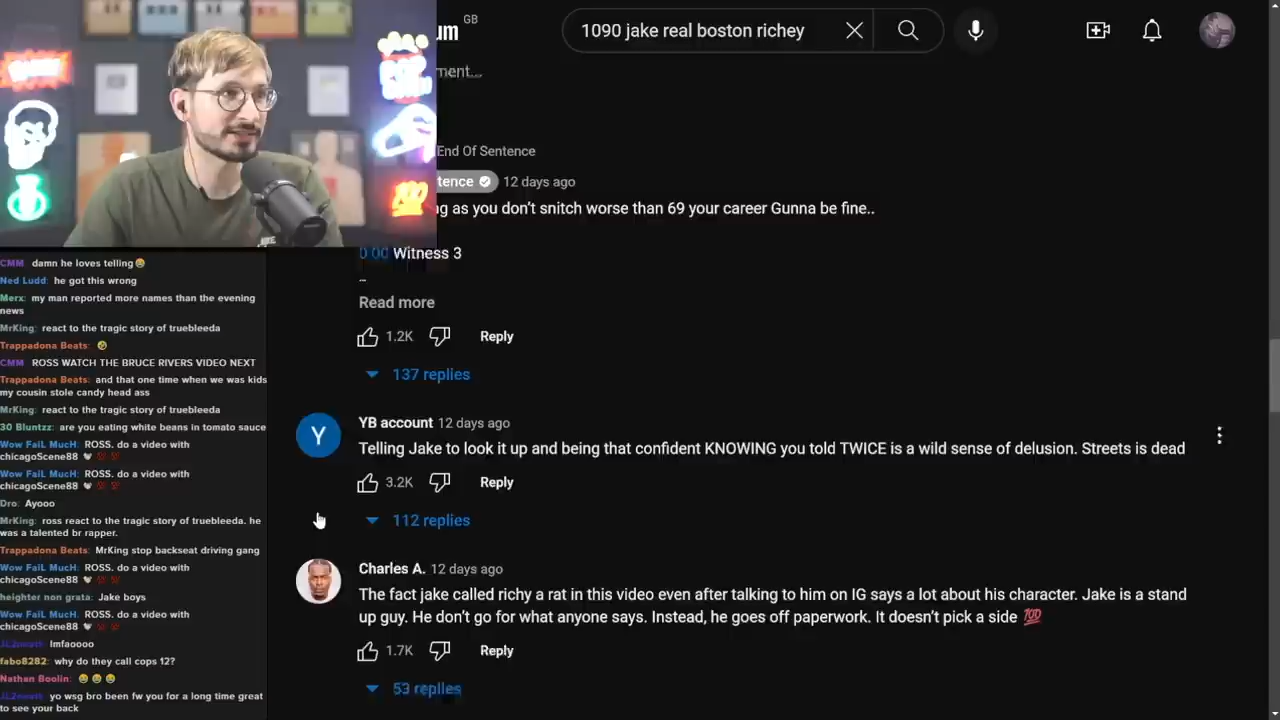 um GB
1090 jake real boston richey
ment...
End Of Sentence
tence 12 days ago
g as you don't snitch worse than 69 your career Gunna be fine..
0:00 Witness 3
–
Read more
1.2K Reply
137 replies
Y
YB account 12 days ago
Telling Jake to look it up and being that confident KNOWING you told TWICE is a wild sense of delusion. Streets is dead
3.2K Reply
112 replies
Charles A. 12 days ago
The fact jake called richy a rat in this video even after talking to him on IG says a lot about his character. Jake is a stand
up guy. He don't go for what anyone says. Instead, he goes off paperwork. It doesn't pick a side 💯
1.7K Reply
53 replies
CMM damn he loves telling😂
Ned Ludd: he got this wrong
Merx: my man reported more names than the evening
news
MrKing: react to the tragic story of truebleeda
Trappadona Beats: 🤣
CMM ROSS WATCH THE BRUCE RIVERS VIDEO NEXT
Trappadona Beats: and that one time when we was kids
my cousin stole candy head ass
MrKing: react to the tragic story of truebleeda
30 Bluntzz: are you eating white beans in tomato sauce
Wow FaiL MucH: ROSS. do a video with
chicagoScene88 💯 💯
Wow FaiL MucH: ROSS. do a video with
chicagoScene88 💯 💯
Dro: Ayooo
MrKing: ross react to the tragic story of truebleeda. he
was a talented br rapper.
Trappadona Beats: MrKing stop backseat driving gang
Wow FaiL MucH: ROSS. do a video with
chicagoScene88 💯 💯
heighter non grata: Jake boys
Wow FaiL MucH: ROSS. do a video with
chicagoScene88 💯 💯
lmfaoooo
fabo8282: why do they call cops 12?
Nathan Boolin: 😂 😂 😂
yo wsg bro been fw you for a long time great
to see your back